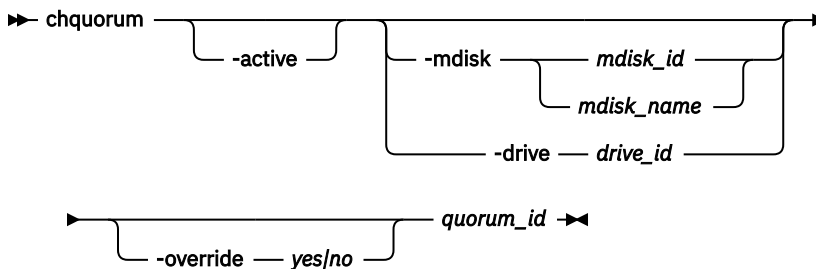 chquorum
-active
-mdisk mdisk_id
mdisk_name
-drive drive_id
quorum_id
-override yes|no